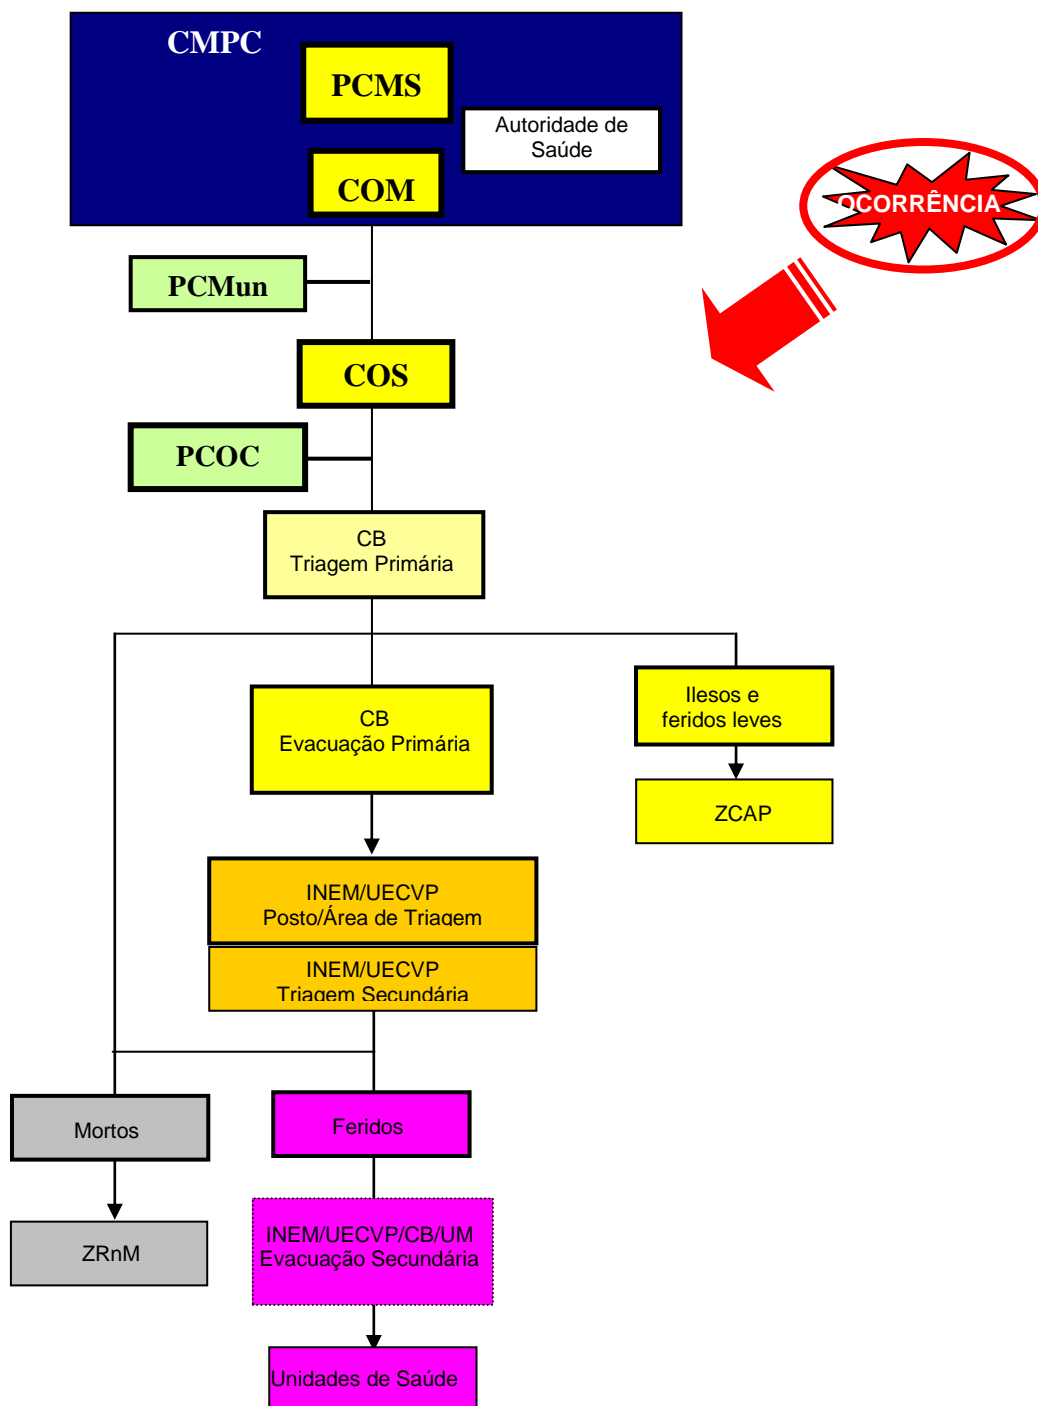 CMPC
PCMS
Autoridade de
Saúde
COM
OCORRÊNCIA
PCMun
COS
PCOC
CB
Triagem Primária
Ilesos e
feridos leves
CB
Evacuação Primária
ZCAP
INEM/UECVP
Posto/Área de Triagem
INEM/UECVP
Triagem Secundária
Mortos
Feridos
ZRnM
INEM/UECVP/CB/UM
Evacuação Secundária
Unidades de Saúde